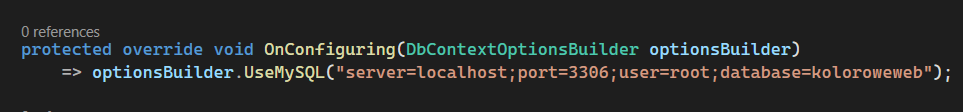 0 references
protected override void OnConfiguring(DbContextOptionsBuilder optionsBuilder)
=> optionsBuilder.UseMySQL("server=localhost;port=3306;user=root;database=koloroweweb");